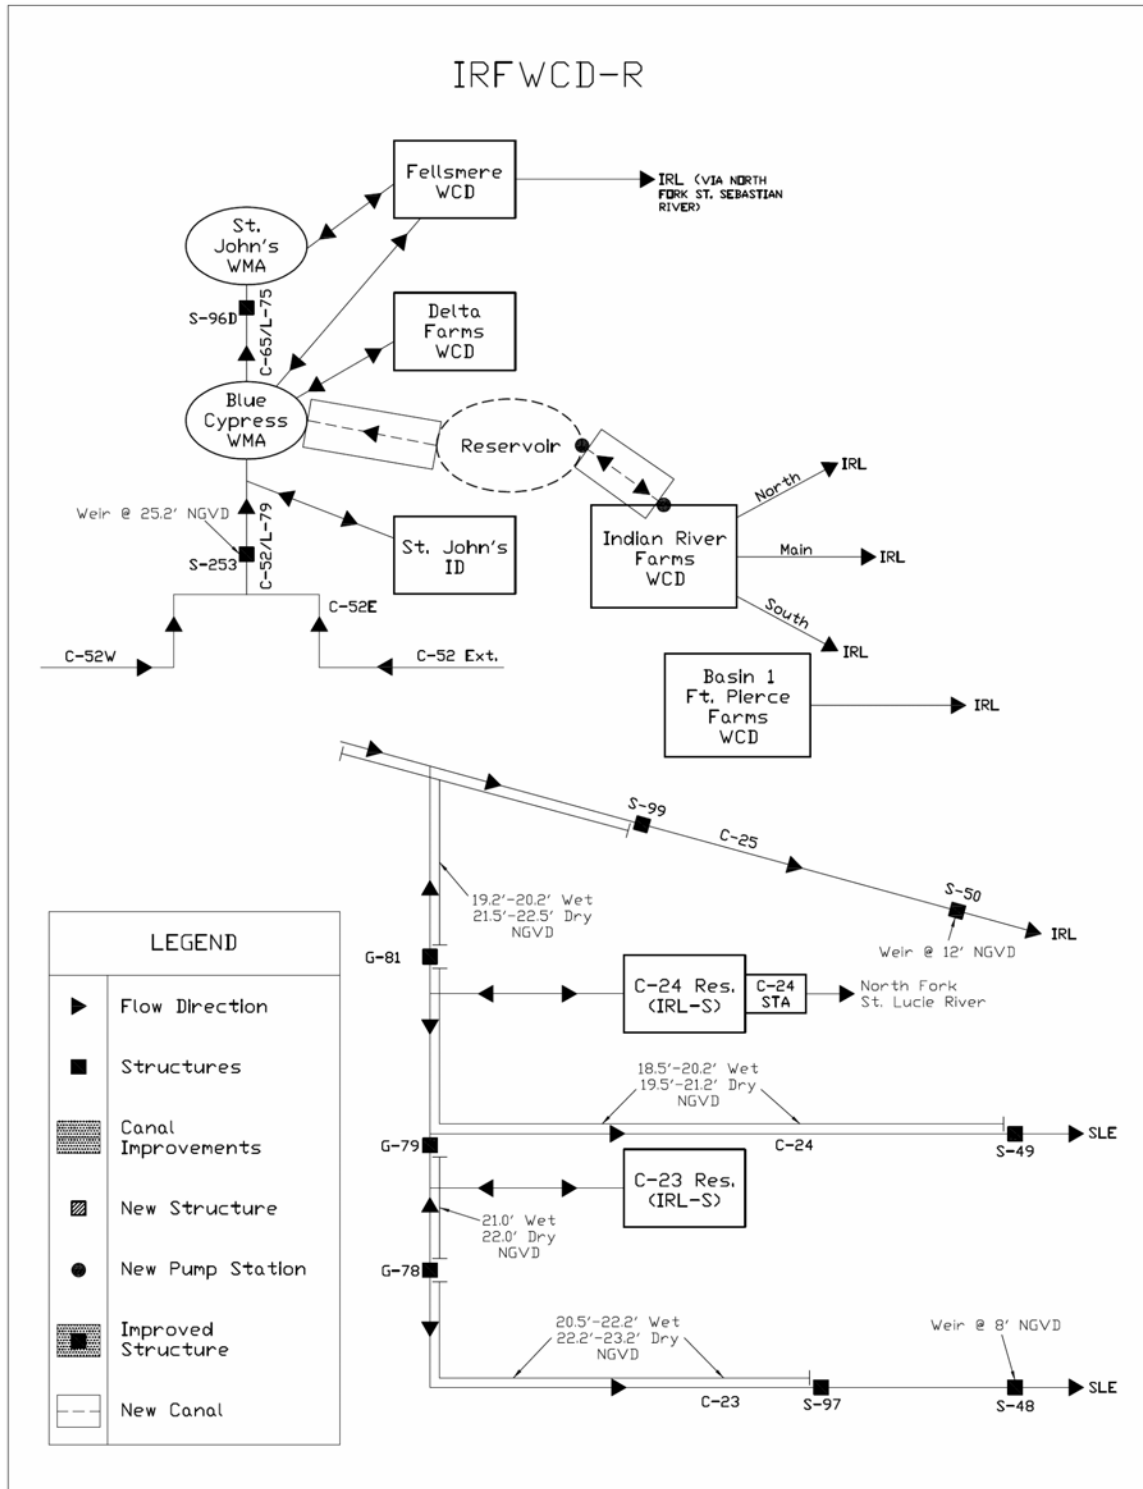 IRFWCD-R
Fellsmere
WCD
IRL (VIA NORTH
FORK ST. SEBASTIAN
RIVER)
St.
John's
WMA
S-96D
C-65/L-75
Delta
Farms
WCD
Blue
Cypress
WMA
Reservoir
Weir @ 25.2' NGVD
S-253
C-52/L-79
St. John's
ID
Indian River
Farms
WCD
North
IRL
Main
IRL
South
IRL
C-52E
C-52W
C-52 Ext.
Basin 1
Ft. Pierce
Farms
WCD
IRL
S-99
C-25
S-50
Weir @ 12' NGVD
IRL
19.2'-20.2' Wet
21.5'-22.5' Dry
NGVD
G-81
C-24 Res.
(IRL-S)
C-24
STA
North Fork
St. Lucie River
18.5'-20.2' Wet
19.5'-21.2' Dry
NGVD
G-79
C-24
S-49
SLE
C-23 Res.
(IRL-S)
21.0' Wet
22.0' Dry
NGVD
G-78
20.5'-22.2' Wet
22.2'-23.2' Dry
NGVD
Weir @ 8' NGVD
C-23
S-97
S-48
SLE
LEGEND
Flow Direction
Structures
Canal
Improvements
New Structure
New Pump Station
Improved
Structure
New Canal